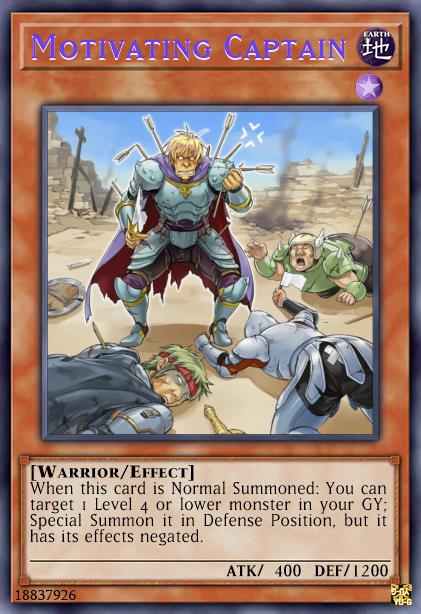 Motivating Captain
EARTH
地
[Warrior/Effect]
When this card is Normal Summoned: You can
target 1 Level 4 or lower monster in your GY;
Special Summon it in Defense Position, but it
has its effects negated.
ATK/ 400 DEF/1200
18837926